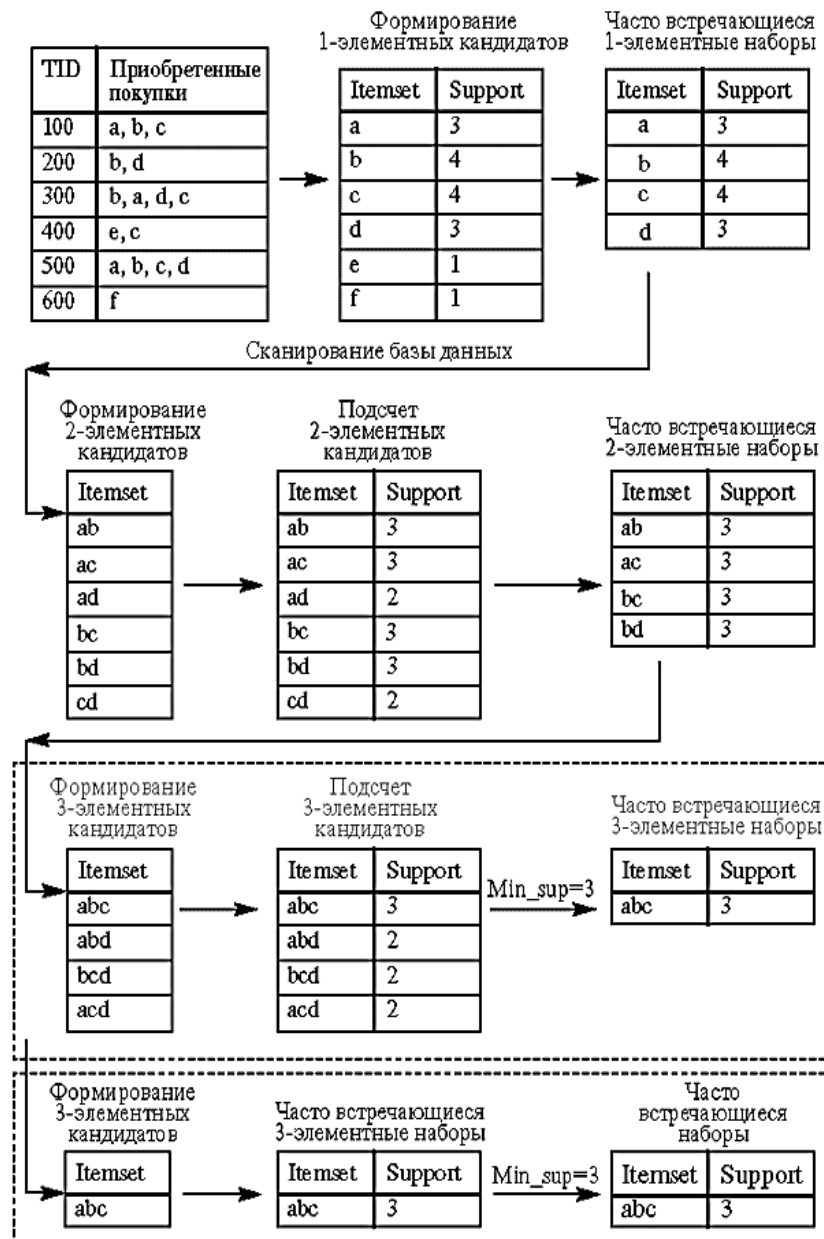 Формирование
1-элементных кандидатов
Часто встречающиеся
1-элементные наборы
TID Приобретенные
покупки
100 a, b, c
200 b, d
300 b, a, d, c
400 e, c
500 a, b, c, d
600 f
Itemset Support
a 3
b 4
c 4
d 3
e 1
f 1
Itemset Support
a 3
b 4
c 4
d 3
Сканирование базы данных
Формирование
2-элементных
кандидатов
Itemset
ab
ac
ad
bc
bd
cd
Подсчет
2-элементных
кандидатов
Itemset Support
ab 3
ac 3
ad 2
bc 3
bd 3
cd 2
Часто встречающиеся
2-элементные наборы
Itemset Support
ab 3
ac 3
bc 3
bd 3
Формирование
3-элементных
кандидатов
Itemset
abc
abd
bcd
acd
Подсчет
3-элементных
кандидатов
Itemset Support
abc 3
abd 2
bcd 2
acd 2
Min_sup=3
Часто встречающиеся
3-элементные наборы
Itemset Support
abc 3
Формирование
3-элементных
кандидатов
Itemset
abc
Часто встречающиеся
3-элементные наборы
Itemset Support
abc 3
Min_sup=3
Часто
встречающиеся
наборы
Itemset Support
abc 3